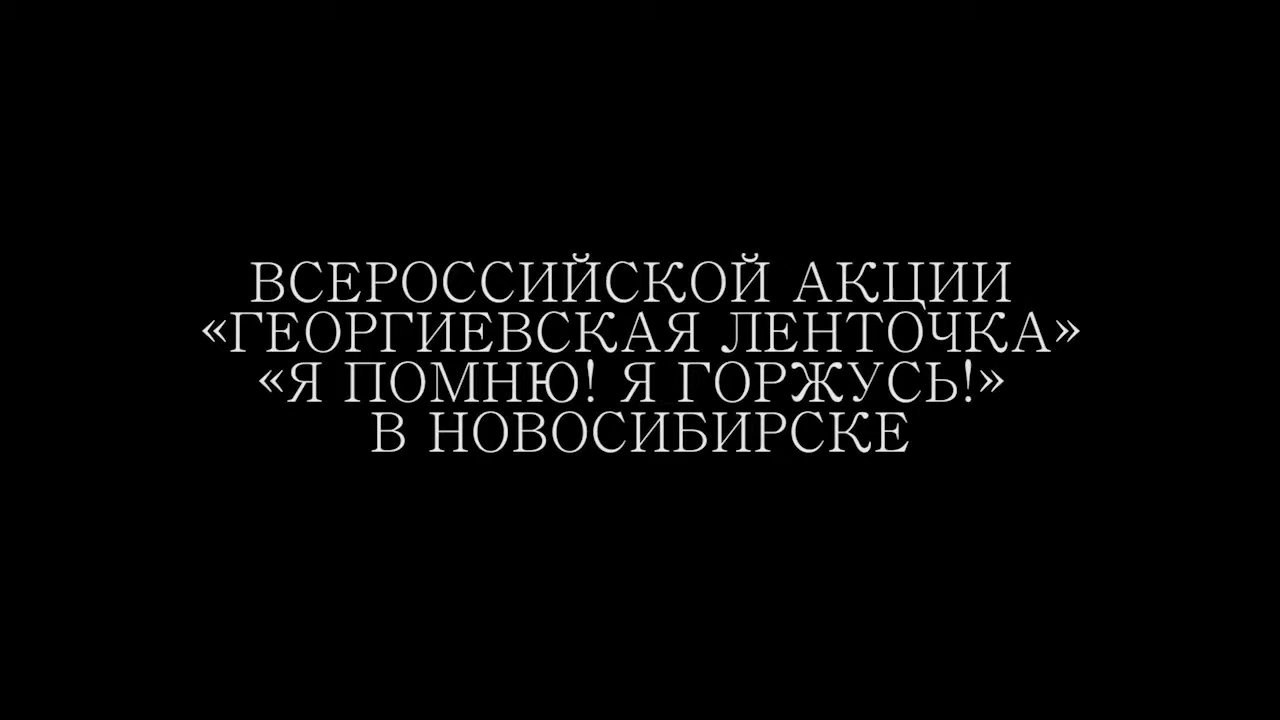 ВСЕРОССИЙСКОЙ АКЦИИ
«ГЕОРГИЕВСКАЯ ЛЕНТОЧКА»
«Я ПОМНЮ! Я ГОРЖУСЬ!»
В НОВОСИБИРСКЕ